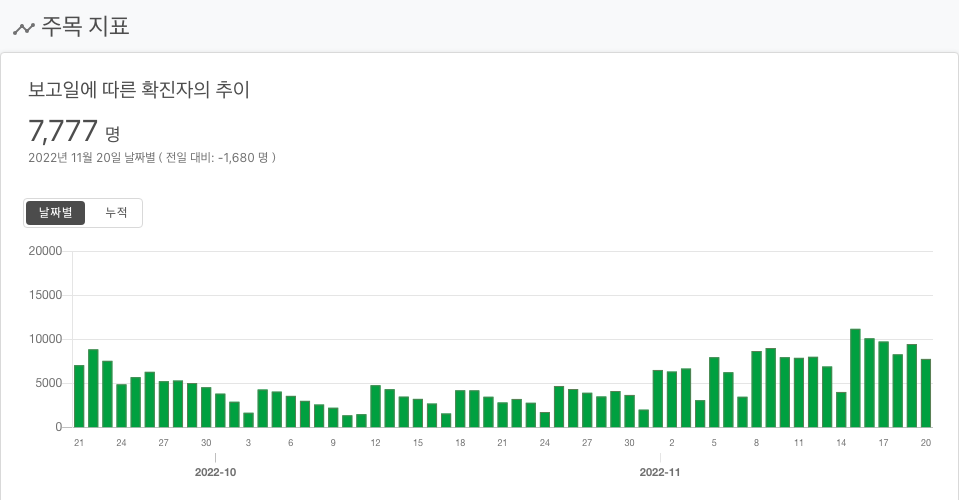 주목 지표
보고일에 따른 확진자의 추이
7,777 명
2022년 11월 20일 날짜별 ( 전일 대비: -1,680 명 )
날짜별 누적
20000
15000
10000
5000
0
21 24 27 30 3 6 9 12 15 18 21 24 27 30 2 5 8 11 14 17 20
2022-10 2022-11